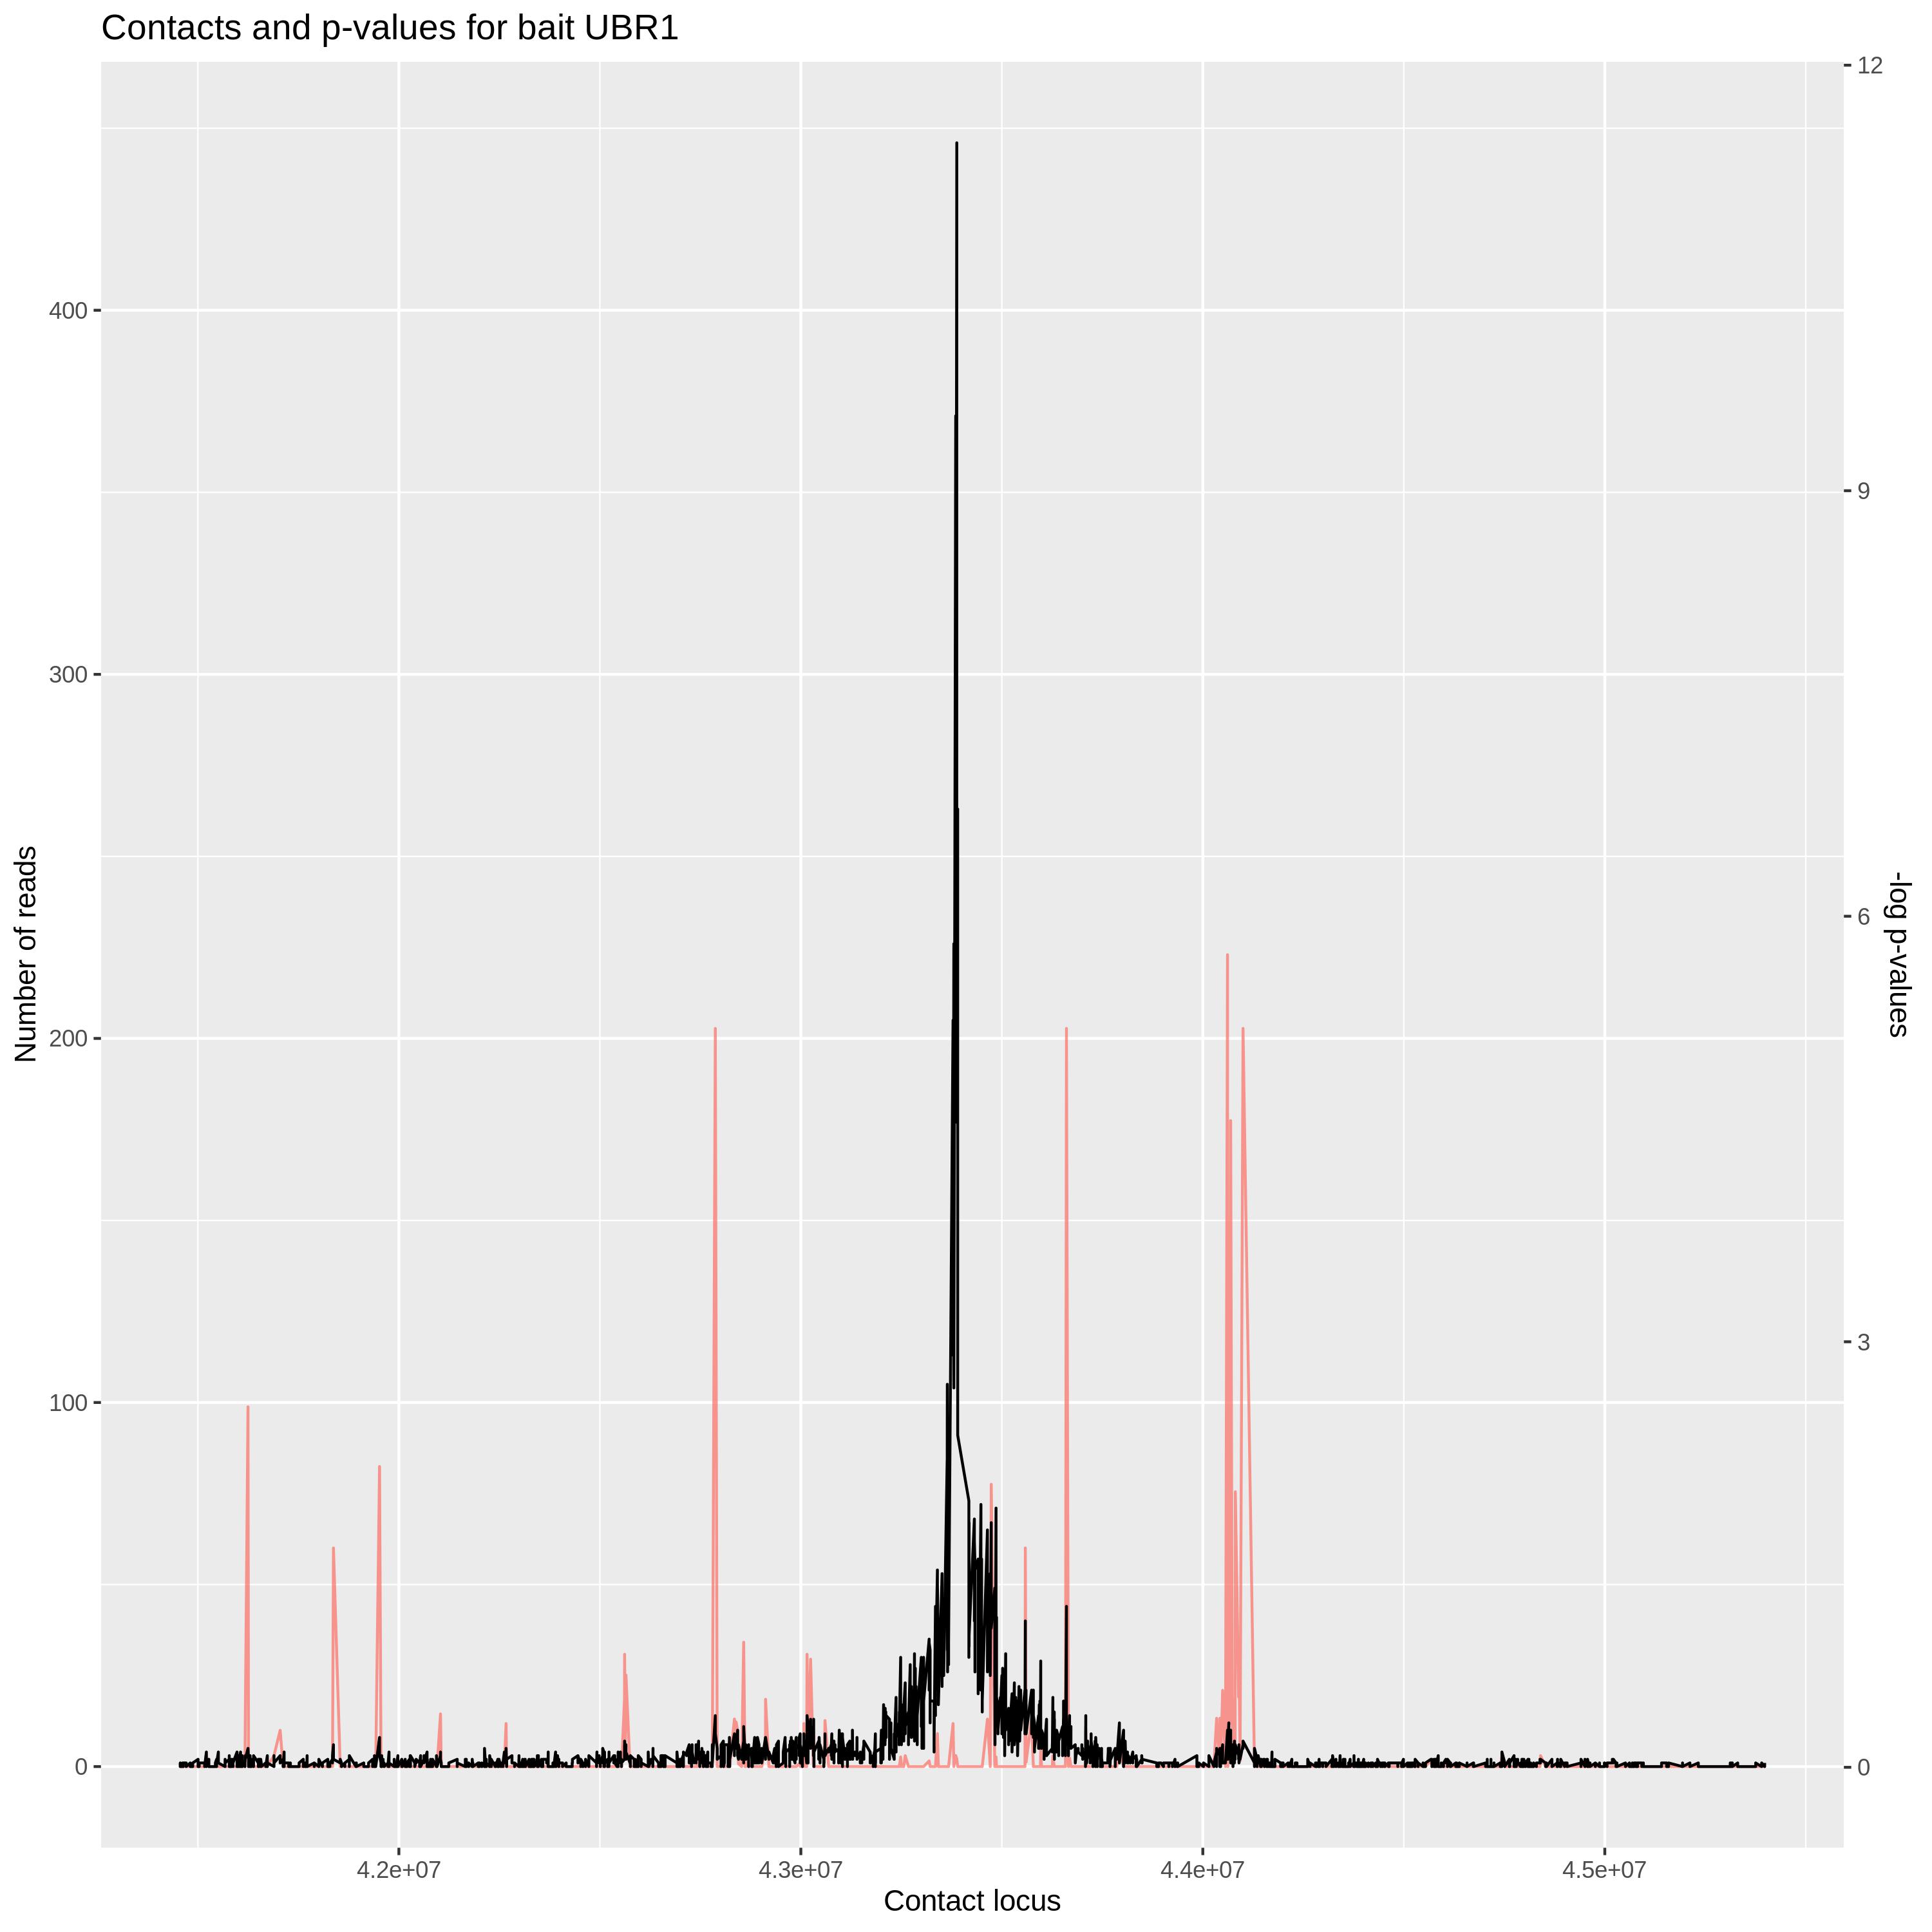 Contacts and p-values for bait UBR1
12
400
9
300
Number of reads
-log p-values
6
200
3
100
0
0
4.2e+07
4.3e+07
4.4e+07
4.5e+07
Contact locus